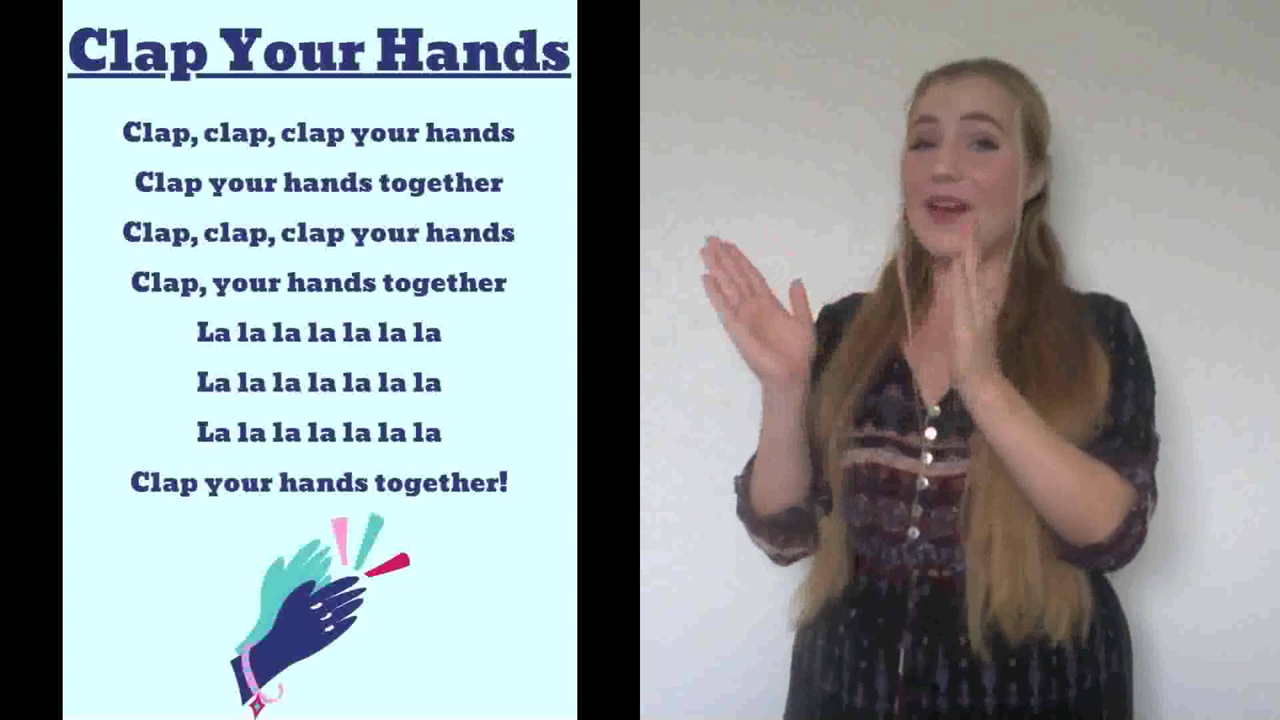 Clap Your Hands
Clap, clap, clap your hands
Clap your hands together
Clap, clap, clap your hands
Clap, your hands together
La la la la la la la
La la la la la la la
La la la la la la la
Clap your hands together!